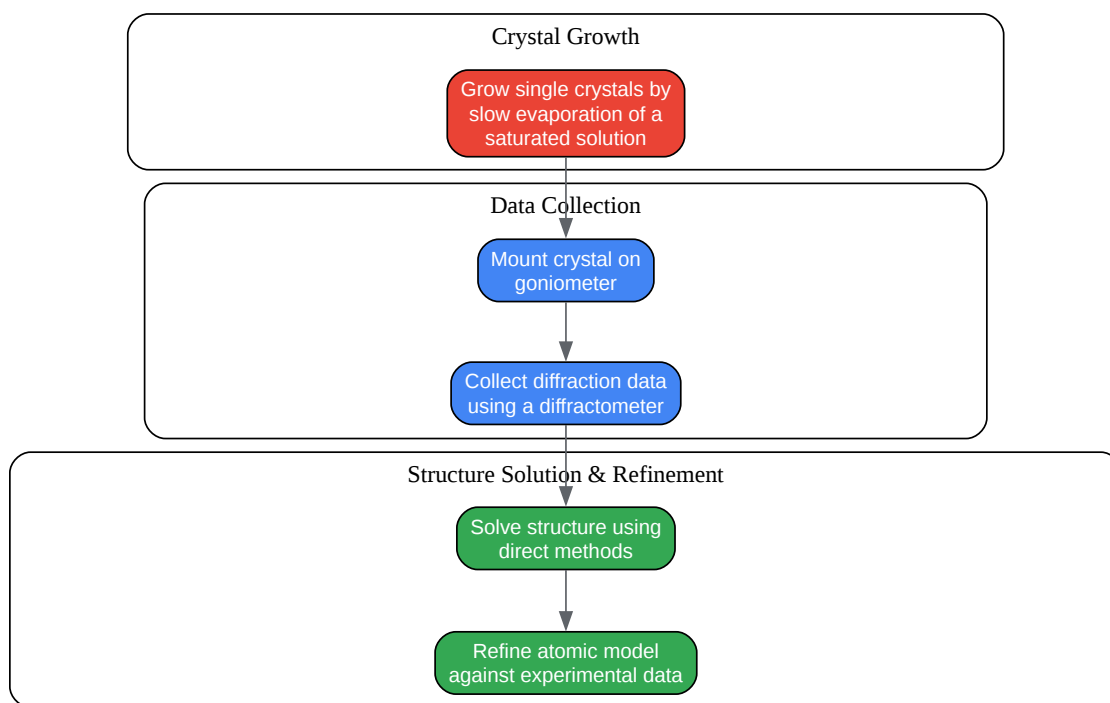 Crystal Growth
Grow single crystals by
slow evaporation of a
saturated solution
Data Collection
Mount crystal on
goniometer
Collect diffraction data
using a diffractometer
Structure Solution & Refinement
Solve structure using
direct methods
Refine atomic model
against experimental data